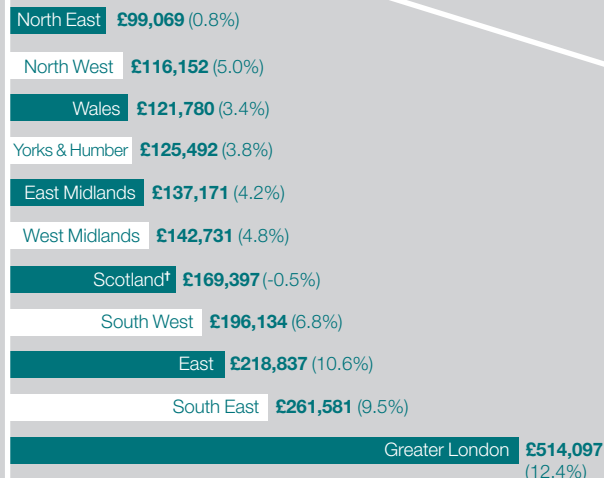 North East £99,069 (0.8%)
North West £116,152 (5.0%)
Wales £121,780 (3.4%)
Yorks & Humber £125,492 (3.8%)
East Midlands £137,171 (4.2%)
West Midlands £142,731 (4.8%)
Scotland† £169,397 (-0.5%)
South West £196,134 (6.8%)
East £218,837 (10.6%)
South East £261,581 (9.5%)
Greater London £514,097
(12.4%)